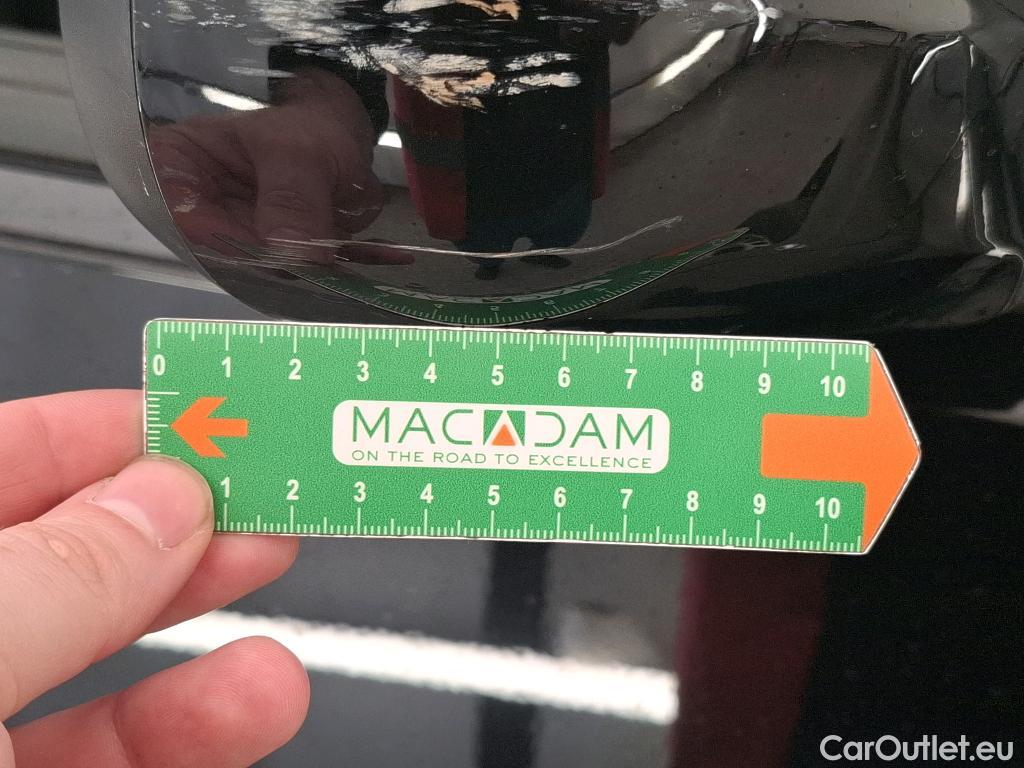 0 1 2 3 4 5 6 7 8 9 10
MACADAM
ON THE ROAD TO EXCELLENCE
1 2 3 4 5 6 7 8 9 10
CarOutlet.eu